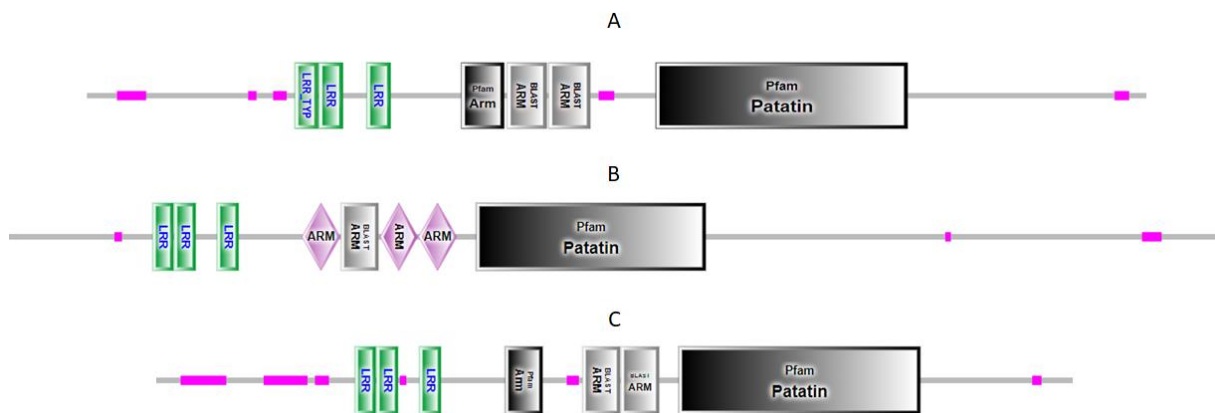 A
LRR_TYP LRR LRR Pfam Arm BLAST ARM BLAST ARM Pfam Patatin
B
LRR LRR LRR ARM BLAST ARM ARM ARM Pfam Patatin
C
LRR LRR LRR Pfam Arm BLAST ARM BLAST ARM Pfam Patatin